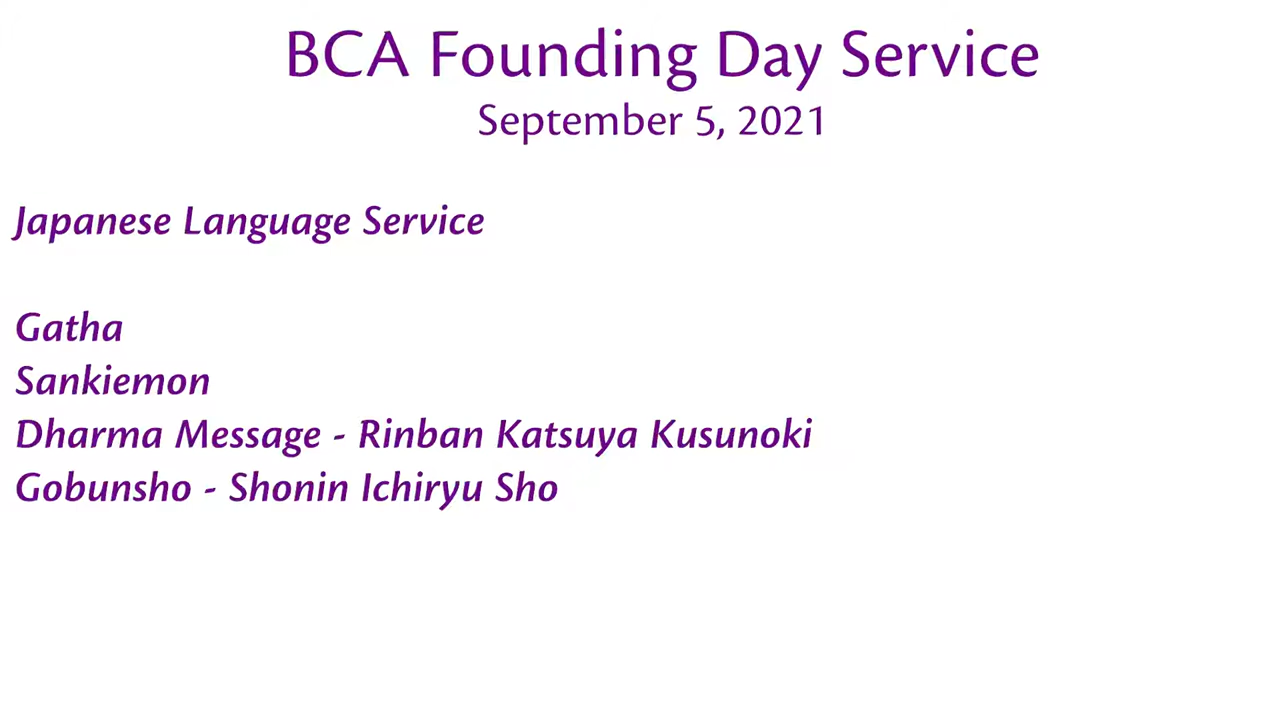 BCA Founding Day Service
September 5, 2021
Japanese Language Service
Gatha
Sankiemon
Dharma Message - Rinban Katsuya Kusunoki
Gobunsho - Shonin Ichiryu Sho